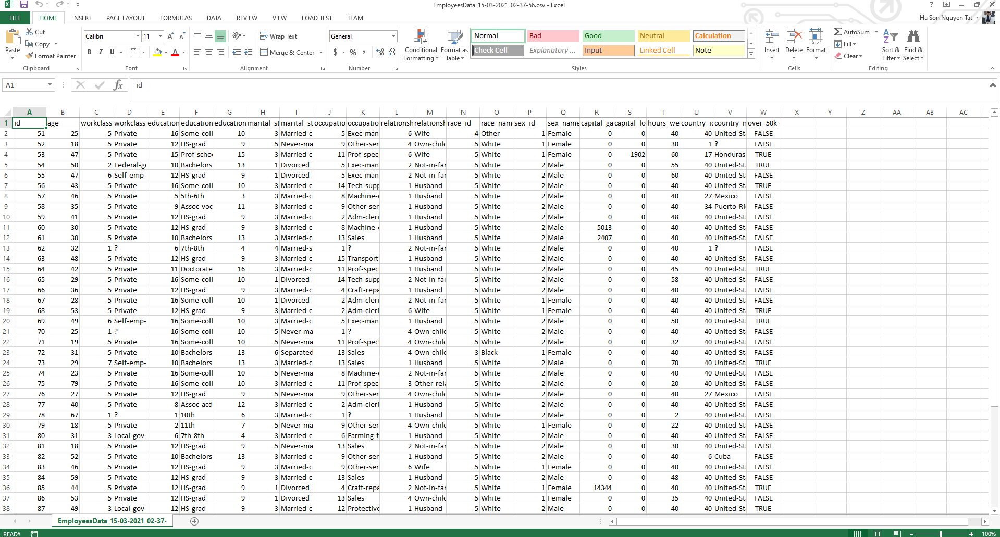 EmployeesData_15-03-2021_02-37-56.csv - Excel
FILE HOME INSERT PAGE LAYOUT FORMULAS DATA REVIEW VIEW LOAD TEST TEAM Ha Son Nguyen Tat
Cut Calibri 11 Wrap Text General Normal Bad Good Neutral Calculation AutoSum
Copy Fill
Paste Format Painter B I U Merge & Center $ % Conditional Formatting Format as Table Check Cell Explanatory ... Input Linked Cell Note Insert Delete Format Clear Sort & Filter Find & Select
Clipboard Font Alignment Number Styles Cells Editing
A1 fx id
A B C D E F G H I J K L M N O P Q R S T U V W X Y Z AA AB AC
1 id age workclass workclass education education education marital_st marital_st occupatio occupatio relationsh relationsh race_id race_nam sex_id sex_name capital_ga capital_lo hours_we country_i country_n over_50k
2 51 25 5 Private 16 Some-coll 10 3 Married-c 5 Exec-man 6 Wife 4 Other 1 Female 0 0 40 40 United-Sta FALSE
3 52 18 5 Private 12 HS-grad 9 5 Never-ma 9 Other-ser 4 Own-child 5 White 1 Female 0 0 30 1 ? FALSE
4 53 47 5 Private 15 Prof-scho 15 3 Married-c 11 Prof-speci 6 Wife 5 White 1 Female 0 1902 60 17 Honduras TRUE
5 54 50 2 Federal-g 10 Bachelors 13 1 Divorced 5 Exec-man 2 Not-in-far 5 White 2 Male 0 0 55 40 United-Sta TRUE
6 55 47 6 Self-emp- 12 HS-grad 9 1 Divorced 5 Exec-man 2 Not-in-far 5 White 2 Male 0 0 60 40 United-Sta FALSE
7 56 43 5 Private 16 Some-coll 10 3 Married-c 14 Tech-supp 1 Husband 5 White 2 Male 0 0 40 40 United-Sta TRUE
8 57 46 5 Private 5 5th-6th 3 3 Married-c 8 Machine-c 1 Husband 5 White 2 Male 0 0 40 27 Mexico FALSE
9 58 35 5 Private 9 Assoc-voc 11 3 Married-c 9 Other-ser 1 Husband 5 White 2 Male 0 0 40 34 Puerto-Ri FALSE
10 59 41 5 Private 12 HS-grad 9 3 Married-c 2 Adm-cleri 1 Husband 5 White 2 Male 0 0 48 40 United-Sta FALSE
11 60 30 5 Private 12 HS-grad 9 3 Married-c 8 Machine-c 1 Husband 5 White 2 Male 5013 0 40 40 United-Sta FALSE
12 61 30 5 Private 10 Bachelors 13 3 Married-c 13 Sales 1 Husband 5 White 2 Male 2407 0 40 40 United-Sta FALSE
13 62 32 1 ? 6 7th-8th 4 4 Married-s 1 ? 2 Not-in-far 5 White 2 Male 0 0 40 1 ? FALSE
14 63 48 5 Private 12 HS-grad 9 3 Married-c 15 Transport- 1 Husband 5 White 2 Male 0 0 40 40 United-Sta FALSE
15 64 42 5 Private 11 Doctorate 16 3 Married-c 11 Prof-speci 1 Husband 5 White 2 Male 0 0 45 40 United-Sta TRUE
16 65 29 5 Private 16 Some-coll 10 1 Divorced 14 Tech-supp 2 Not-in-far 5 White 2 Male 0 0 58 40 United-Sta FALSE
17 66 36 5 Private 12 HS-grad 9 3 Married-c 4 Craft-repa 1 Husband 5 White 2 Male 0 0 40 40 United-Sta FALSE
18 67 28 5 Private 16 Some-coll 10 1 Divorced 2 Adm-cleri 2 Not-in-far 5 White 1 Female 0 0 40 40 United-Sta FALSE
19 68 53 5 Private 12 HS-grad 9 3 Married-c 2 Adm-cleri 6 Wife 5 White 1 Female 0 0 40 40 United-Sta TRUE
20 69 49 6 Self-emp- 16 Some-coll 10 3 Married-c 5 Exec-man 1 Husband 5 White 2 Male 0 0 50 40 United-Sta TRUE
21 70 25 1 ? 16 Some-coll 10 5 Never-ma 1 ? 4 Own-child 5 White 2 Male 0 0 40 40 United-Sta FALSE
22 71 19 5 Private 16 Some-coll 10 5 Never-ma 11 Prof-speci 4 Own-child 5 White 2 Male 0 0 32 40 United-Sta FALSE
23 72 31 5 Private 10 Bachelors 13 6 Separated 13 Sales 4 Own-child 3 Black 1 Female 0 0 40 40 United-Sta FALSE
24 73 29 7 Self-emp- 10 Bachelors 13 3 Married-c 13 Sales 1 Husband 5 White 2 Male 0 0 70 40 United-Sta TRUE
25 74 23 5 Private 16 Some-coll 10 5 Never-ma 8 Machine-c 2 Not-in-far 5 White 2 Male 0 0 40 40 United-Sta FALSE
26 75 79 5 Private 16 Some-coll 10 3 Married-c 11 Prof-speci 3 Other-rela 5 White 2 Male 0 0 20 40 United-Sta FALSE
27 76 27 5 Private 12 HS-grad 9 5 Never-ma 9 Other-ser 4 Own-child 5 White 2 Male 0 0 40 27 Mexico FALSE
28 77 40 5 Private 8 Assoc-acd 12 3 Married-c 2 Adm-cleri 1 Husband 5 White 2 Male 0 0 40 40 United-Sta FALSE
29 78 67 1 ? 1 10th 6 3 Married-c 1 ? 1 Husband 5 White 2 Male 0 0 2 40 United-Sta FALSE
30 79 18 5 Private 2 11th 7 5 Never-ma 9 Other-ser 4 Own-child 5 White 1 Female 0 0 22 40 United-Sta FALSE
31 80 31 3 Local-gov 6 7th-8th 4 3 Married-c 6 Farming-f 1 Husband 5 White 2 Male 0 0 40 40 United-Sta FALSE
32 81 18 5 Private 12 HS-grad 9 5 Never-ma 13 Sales 2 Not-in-far 5 White 2 Male 0 0 30 40 United-Sta FALSE
33 82 52 5 Private 10 Bachelors 13 3 Married-c 9 Other-ser 1 Husband 5 White 2 Male 0 0 40 6 Cuba FALSE
34 83 46 5 Private 12 HS-grad 9 3 Married-c 9 Other-ser 6 Wife 5 White 1 Female 0 0 40 40 United-Sta FALSE
35 84 59 5 Private 12 HS-grad 9 3 Married-c 13 Sales 1 Husband 5 White 2 Male 0 0 48 40 United-Sta FALSE
36 85 44 5 Private 12 HS-grad 9 1 Divorced 4 Craft-repa 2 Not-in-far 5 White 1 Female 14344 0 40 40 United-Sta TRUE
37 86 53 5 Private 12 HS-grad 9 1 Divorced 13 Sales 4 Own-child 5 White 1 Female 0 0 35 40 United-Sta FALSE
38 87 49 3 Local-gov 12 HS-grad 9 3 Married-c 12 Protective 1 Husband 5 White 2 Male 0 0 40 40 United-Sta TRUE
EmployeesData_15-03-2021_02-37-
READY 100%